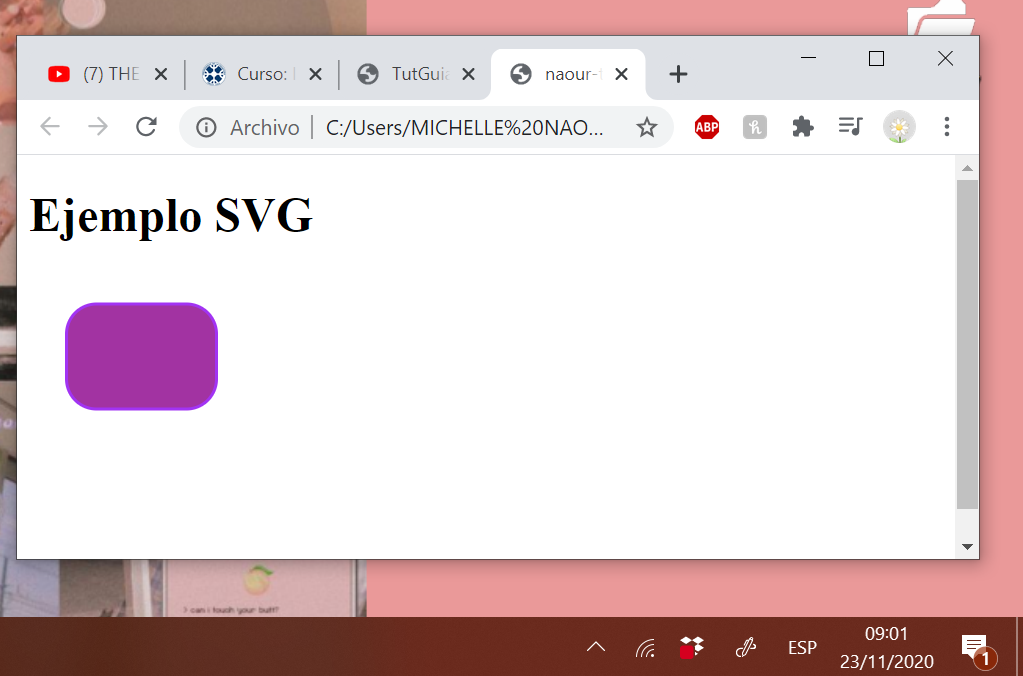 (7) THE
Curso:
TutGuia
naour-
Archivo
C:/Users/MICHELLE%20NAO...
ABP
h
Ejemplo SVG
> can i touch your butt?
ESP
09:01
23/11/2020
1